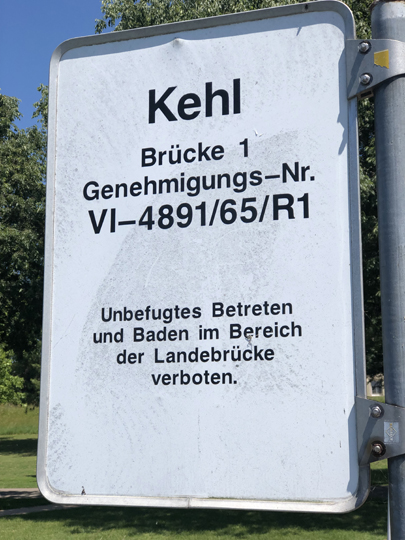 Kehl
Brücke 1
Genehmigungs-Nr.
VI-4891/65/R1
Unbefugtes Betreten
und Baden im Bereich
der Landebrücke
verboten.